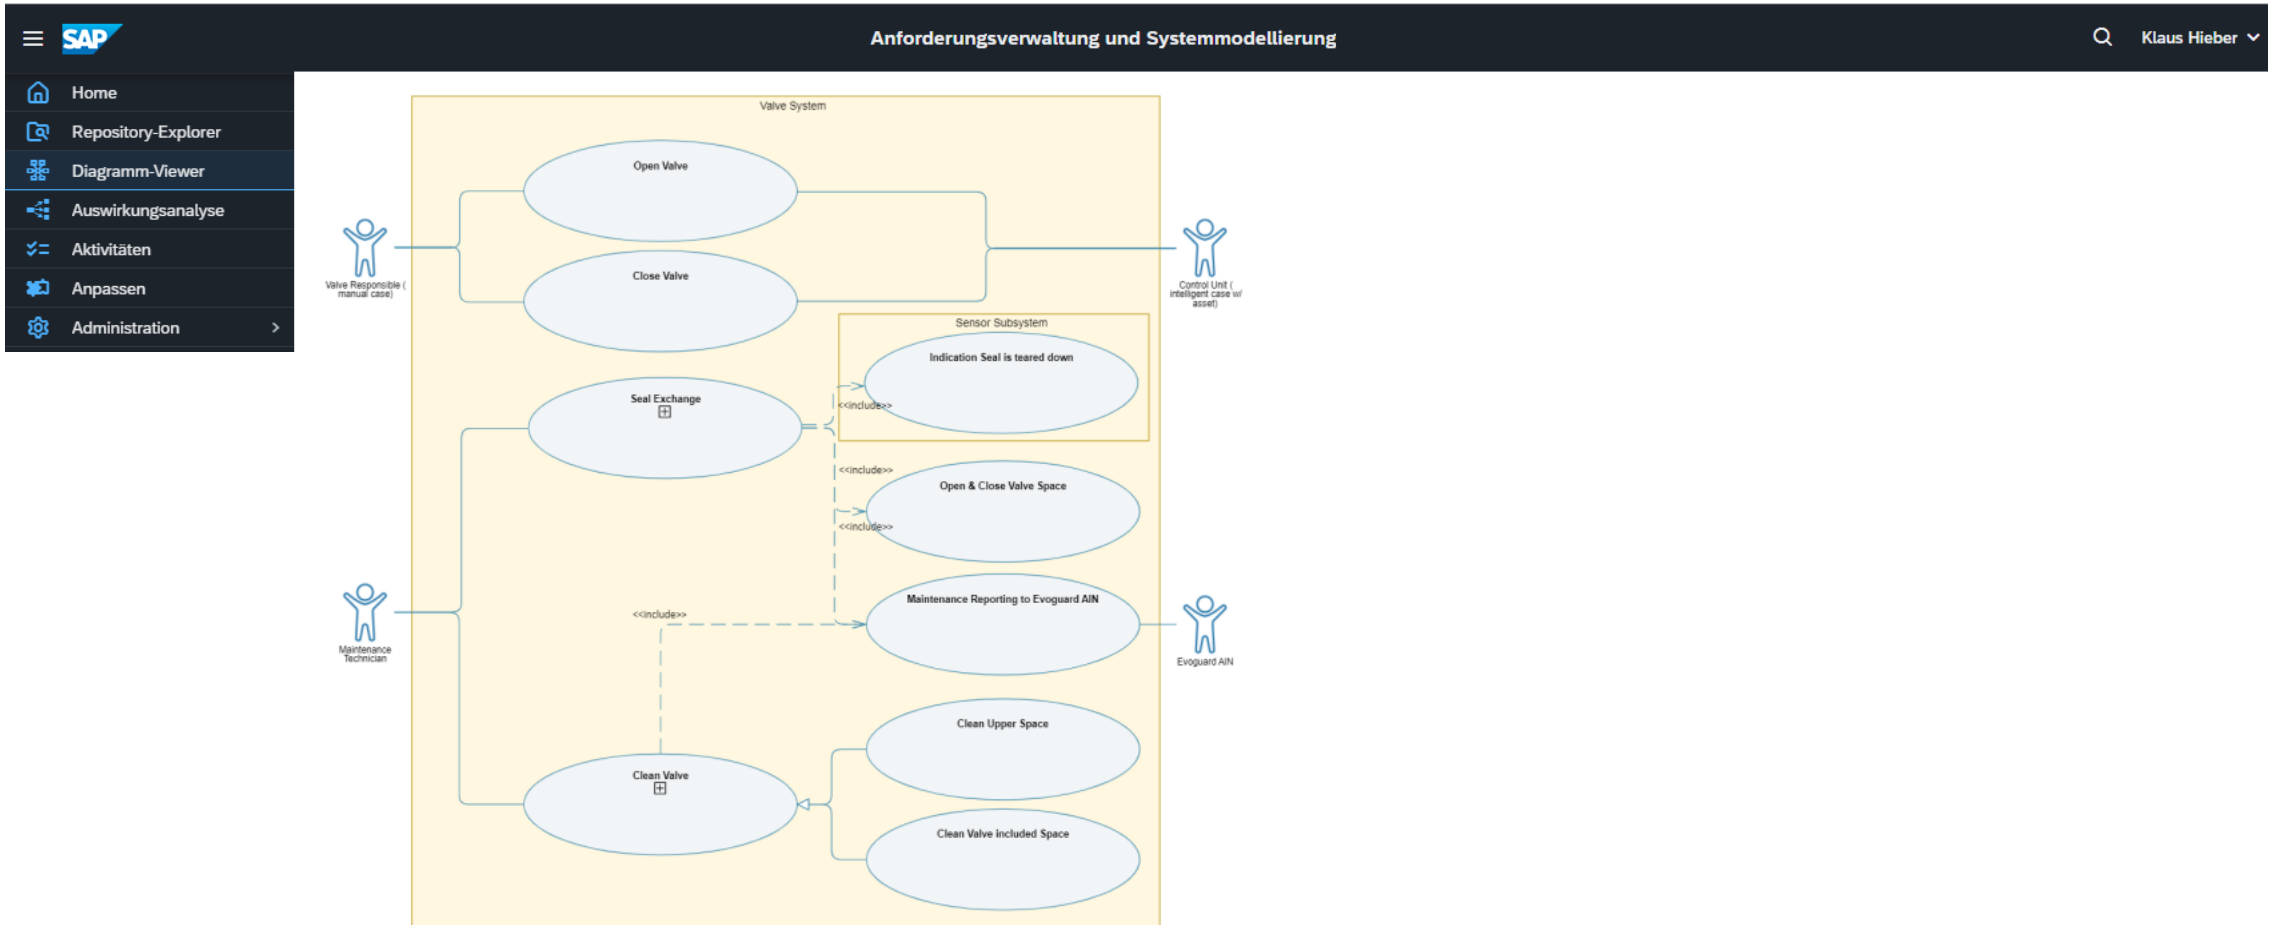 SAP
Anforderungsverwaltung und Systemmodellierung
Klaus Hieber
Home
Repository-Explorer
Diagramm-Viewer
Auswirkungsanalyse
Aktivitäten
Anpassen
Administration
Valve System
Open Valve
Close Valve
Valve Responsible (
manual case)
Control Unit (
intelligent case w/
asset)
Sensor Subsystem
Indication Seal is teared down
Seal Exchange
<<include>>
<<include>>
Open & Close Valve Space
<<include>>
Maintenance Reporting to Evoguard AIN
<<include>>
Maintenance
Technician
Evoguard AIN
Clean Upper Space
Clean Valve
Clean Valve included Space